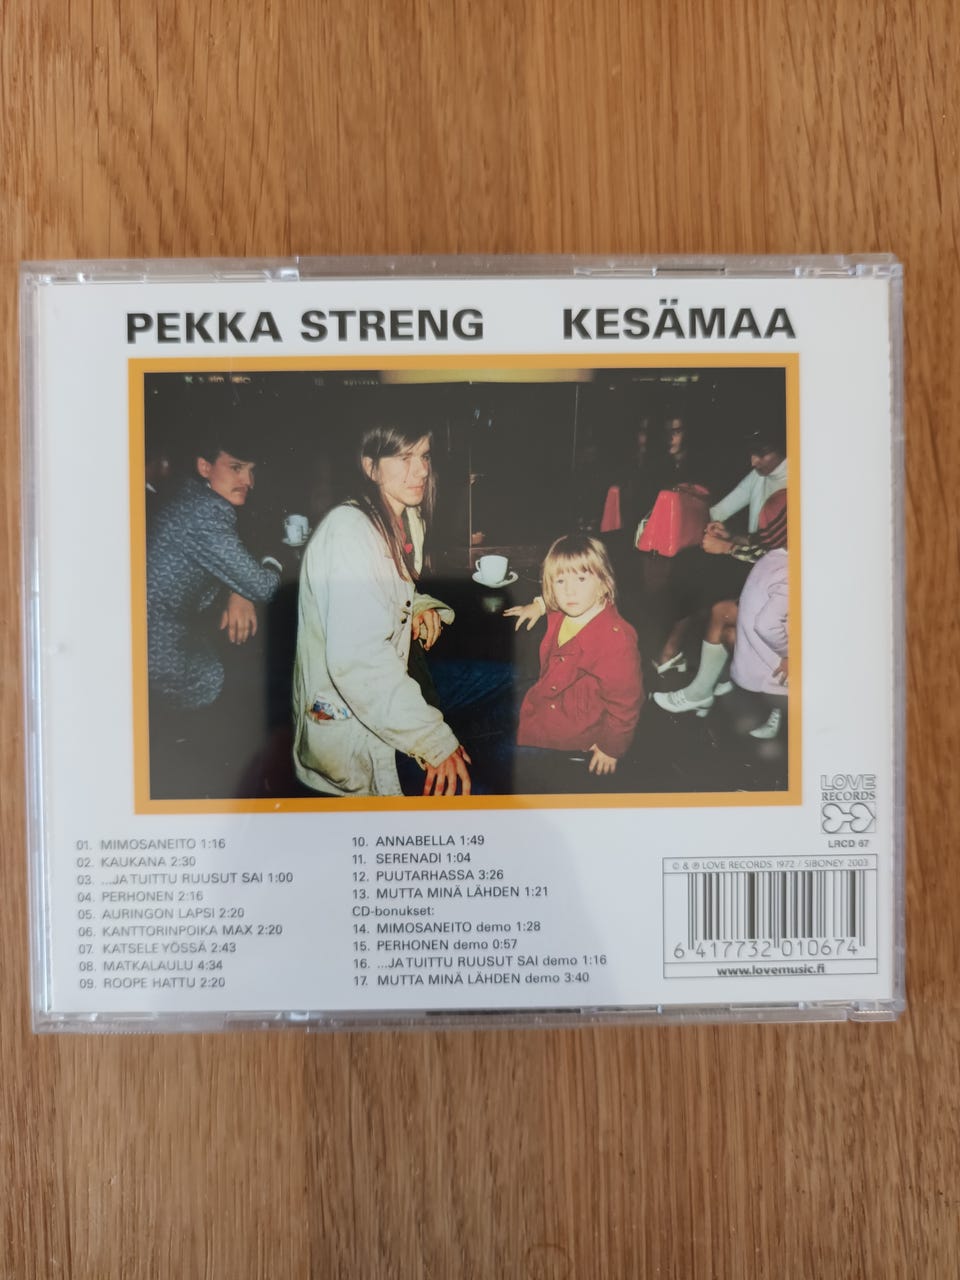 PEKKA STRENG KESÄMAA
01. MIMOSANEITO 1:16
02. KAUKANA 2:30
03. ...JA TUITTU RUUSUT SAI 1:00
04. PERHONEN 2:16
05. AURINGON LAPSI 2:20
06. KANTTORINPOIKA MAX 2:20
07. KATSELE YÖSSÄ 2:43
08. MATKALAULU 4:34
09. ROOPE HATTU 2:20
10. ANNABELLA 1:49
11. SERENADI 1:04
12. PUUTARHASSA 3:26
13. MUTTA MINÄ LÄHDEN 1:21
CD-bonukset:
14. MIMOSANEITO demo 1:28
15. PERHONEN demo 0:57
16. ...JA TUITTU RUUSUT SAI demo 1:16
17. MUTTA MINÄ LÄHDEN demo 3:40
LOVE
RECORDS
LRCD 67
© & ℗ LOVE RECORDS 1972 / SIBONEY 2003
6 417732 010674
www.lovemusic.fi